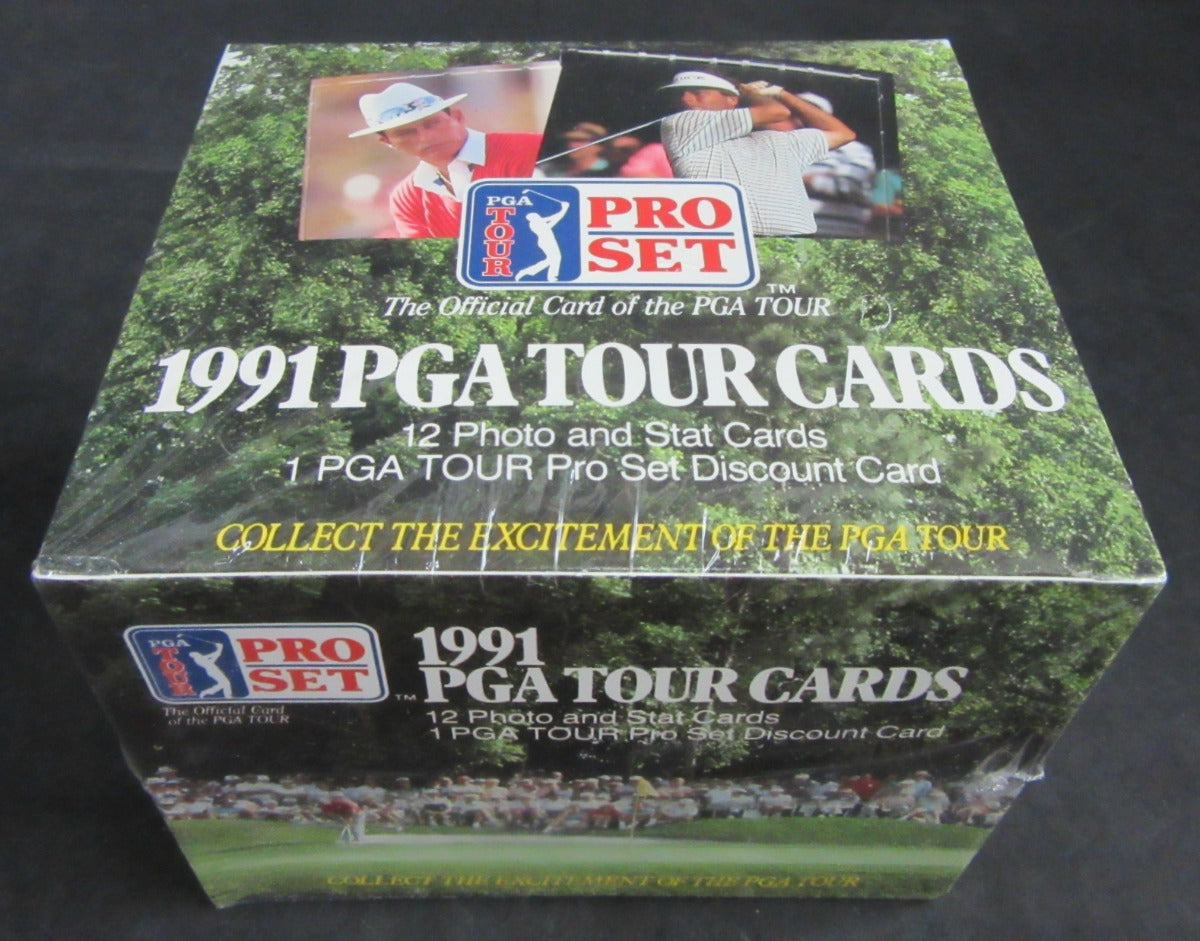 PGA
TOUR
PRO
SET
TM
The Official Card of the PGA TOUR
1991 PGA TOUR CARDS
12 Photo and Stat Cards
1 PGA TOUR Pro Set Discount Card
COLLECT THE EXCITEMENT OF THE PGA TOUR
PGA
TOUR
PRO
SET
TM
The Official Card
of the PGA TOUR
1991
PGA TOUR CARDS
12 Photo and Stat Cards
1 PGA TOUR Pro Set Discount Card
COLLECT THE EXCITEMENT OF THE PGA TOUR